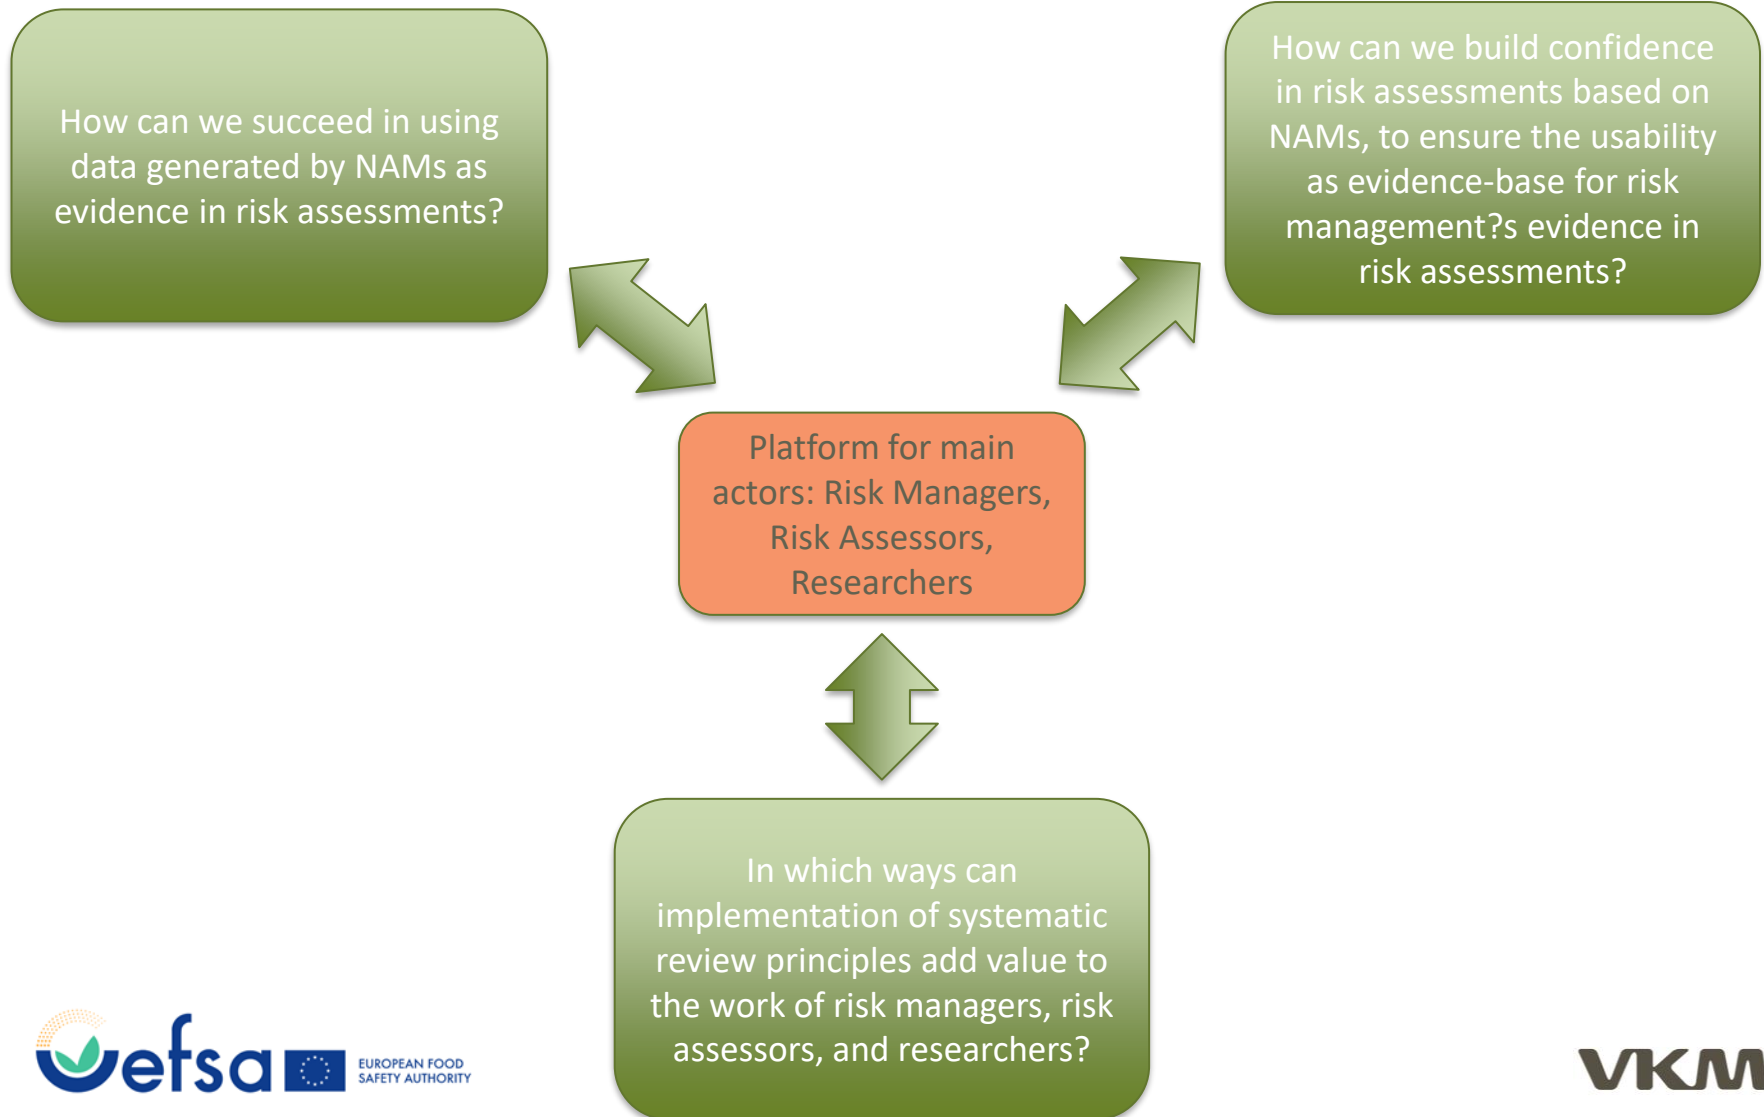 How can we succeed in using
data generated by NAMs as
evidence in risk assessments?
How can we build confidence
in risk assessments based on
NAMs, to ensure the usability
as evidence-base for risk
management?s evidence in
risk assessments?
Platform for main
actors: Risk Managers,
Risk Assessors,
Researchers
In which ways can
implementation of systematic
review principles add value to
the work of risk managers, risk
assessors, and researchers?
efsa
EUROPEAN FOOD
SAFETY AUTHORITY
VKM